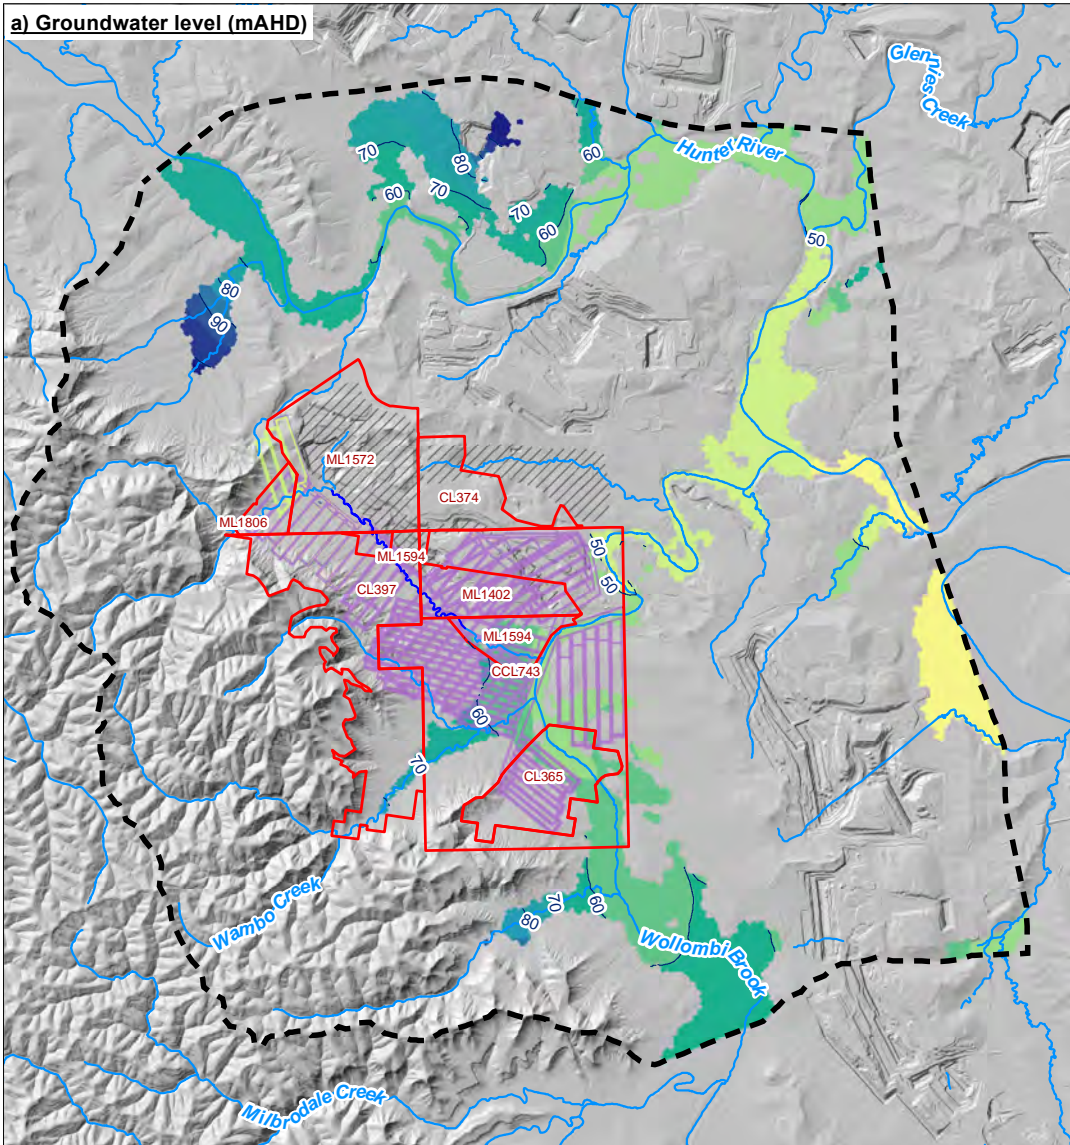 a) Groundwater level (mAHD)
Glennies Creek
Hunter River
70
80
60
60
70
70
60
50
80
90
ML1572
CL374
ML1806
ML1594
50
CL397
ML1402
50
ML1594
CCL743
60
70
CL365
Wambo Creek
70
60
80
Wollombi Brook
Milbrodale Creek